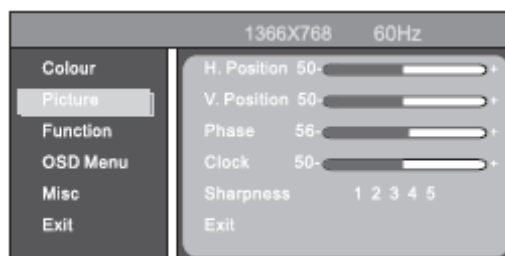 1366X768 60Hz
Colour
Picture
Function
OSD Menu
Misc
Exit
H. Position 50-+
V. Position 50-+
Phase 56-+
Clock 50-+
Sharpness 1 2 3 4 5
Exit